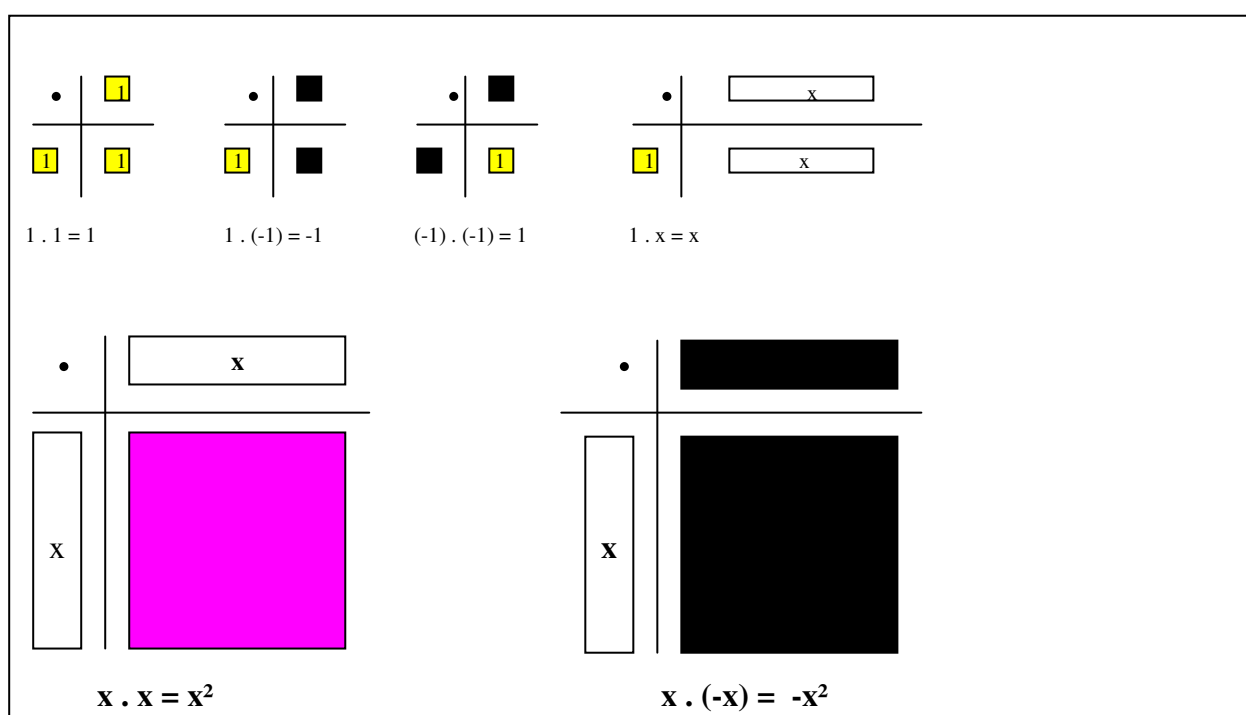 • 1 • • • x
1 1 1 1 1 x
1 . 1 = 1 1 . (-1) = -1 (-1) . (-1) = 1 1 . x = x
• x •
x x
x . x = x² x . (-x) = -x²